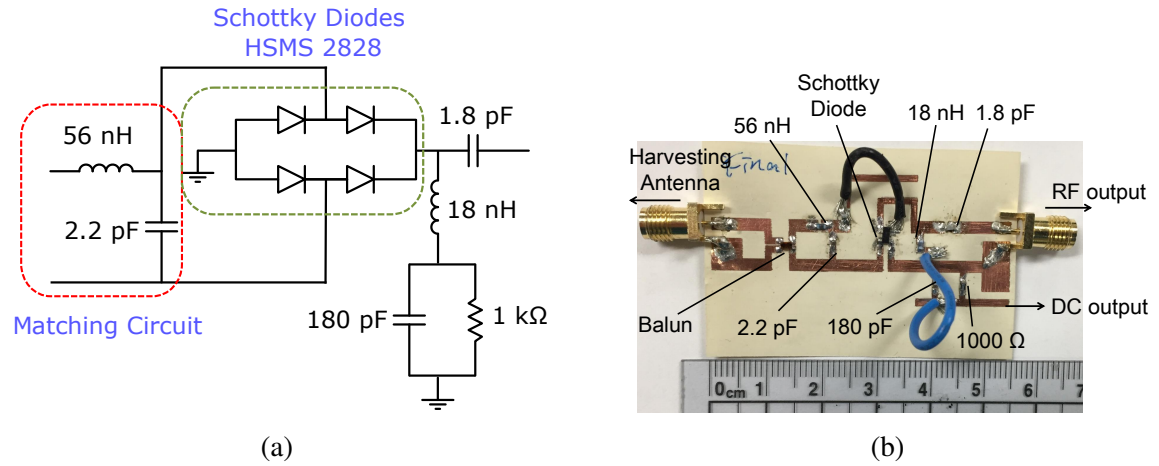 Schottky Diodes
HSMS 2828
56 nH
2.2 pF
1.8 pF
18 nH
180 pF
1 kΩ
Matching Circuit
(a)
Schottky
Diode
56 nH
18 nH
1.8 pF
Harvesting
Antenna
Final
RF output
Balun
2.2 pF
180 pF
1000 Ω
DC output
0cm 1 2 3 4 5 6 7
(b)